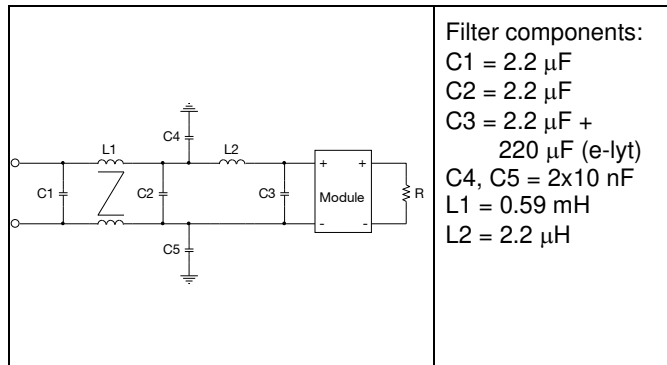 C4
L1
L2
C1
C2
C3
+
+
Module
-
-
R
C5
Filter components:
C1 = 2.2 μF
C2 = 2.2 μF
C3 = 2.2 μF +
220 μF (e-lyt)
C4, C5 = 2x10 nF
L1 = 0.59 mH
L2 = 2.2 μH